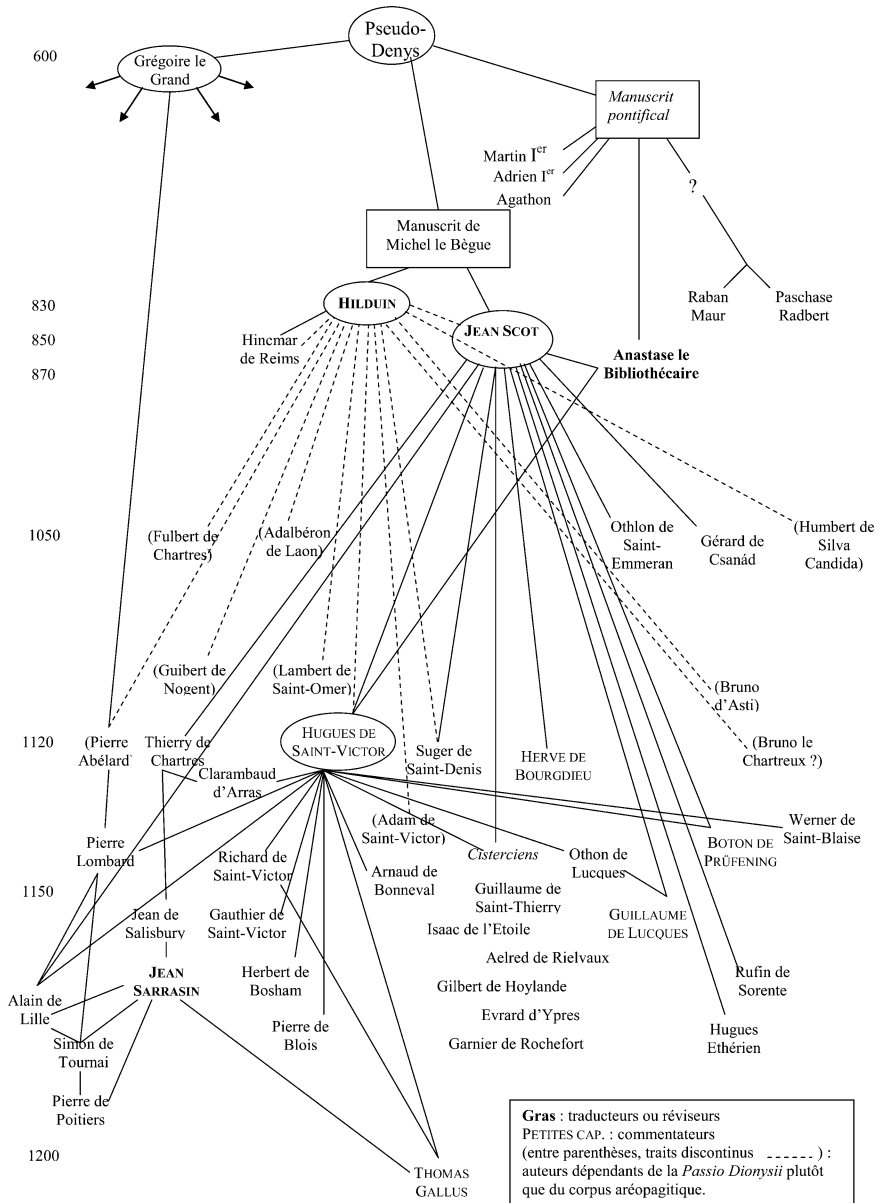 Pseudo-
Denys
600
Grégoire le
Grand
Manuscrit
pontifical
Martin Iᵉʳ
Adrien Iᵉʳ
Agathon
?
Manuscrit de
Michel le Bègue
Raban
Maur
Paschase
Radbert
830
HILDUIN
850
Hincmar
de Reims
JEAN SCOT
Anastase le
Bibliothécaire
870
1050
(Fulbert de
Chartres)
(Adalbéron
de Laon)
Othlon de
Saint-
Emmeran
Gérard de
Csanád
(Humbert de
Silva
Candida)
(Guibert de
Nogent)
(Lambert de
Saint-Omer)
(Bruno
d'Asti)
1120
(Pierre
Abélard)
Thierry de
Chartres
Clarambaud
d'Arras
HUGUES DE
SAINT-VICTOR
Suger de
Saint-Denis
HERVE DE
BOURGDIEU
(Bruno le
Chartreux ?)
Pierre
Lombard
Richard de
Saint-Victor
(Adam de
Saint-Victor)
Arnaud de
Bonneval
Cisterciens
Othon de
Lucques
BOTON DE
PRÜFENING
Werner de
Saint-Blaise
1150
Jean de
Salisbury
Gauthier de
Saint-Victor
Guillaume de
Saint-Thierry
Isaac de l'Etoile
GUILLAUME
DE LUCQUES
Alain de
Lille
JEAN
SARRASIN
Herbert de
Bosham
Aelred de Rielvaux
Gilbert de Hoylande
Rufin de
Sorente
Simon de
Tournai
Pierre de
Blois
Evrard d'Ypres
Garnier de Rochefort
Hugues
Ethérien
Pierre de
Poitiers
1200
THOMAS
GALLUS
Gras : traducteurs ou réviseurs
PETITES CAP. : commentateurs
(entre parenthèses, traits discontinus ------ ) :
auteurs dépendants de la Passio Dionysii plutôt
que du corpus aréopagitique.